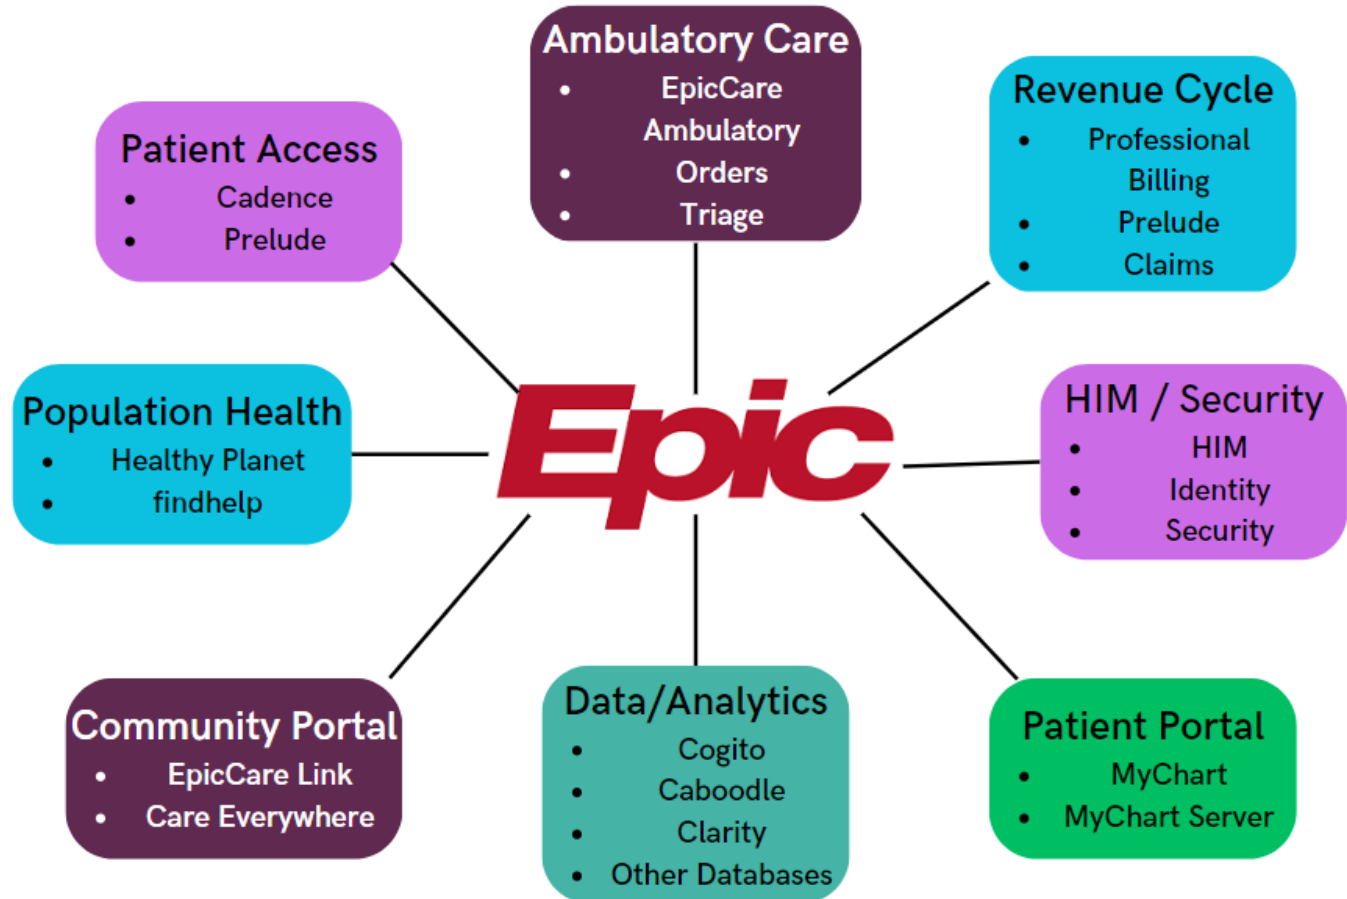 Ambulatory Care
• EpicCare
Ambulatory
• Orders
• Triage
Revenue Cycle
• Professional
Billing
• Prelude
• Claims
Patient Access
• Cadence
• Prelude
Population Health
• Healthy Planet
• findhelp
Epic
HIM / Security
• HIM
• Identity
• Security
Community Portal
• EpicCare Link
• Care Everywhere
Data/Analytics
• Cogito
• Caboodle
• Clarity
• Other Databases
Patient Portal
• MyChart
• MyChart Server